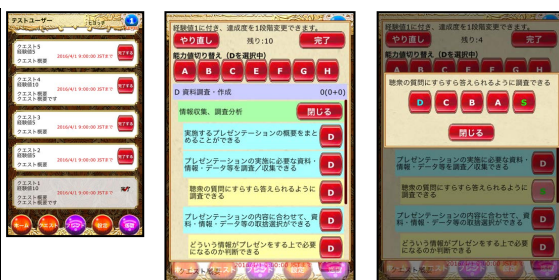 テストユーザー
1
クエスト5
経験値5
2016/4/1 9:00:00 JSTまで
完了する
クエスト概要
クエスト4
経験値10
2016/4/1 9:00:00 JSTまで
完了する
クエスト概要
クエスト概要です
クエスト3
経験値5
2016/4/1 9:00:00 JSTまで
完了する
クエスト概要
クエスト2
経験値5
2016/4/1 9:00:00 JSTまで
完了する
クエスト概要
クエスト1
経験値10
2016/4/1 9:00:00 JSTまで
クエスト概要
クエスト概要です
ホーム
クエスト
設定
経験値1に付き、達成度を1段階変更できます。
やり直し
残り:10
完了
能力値切り替え（Dを選択中）
A B C E F G H
D 資料調査・作成 0(0+0)
情報収集、調査分析
閉じる
実施するプレゼンテーションの概要をまと
めることができる
D
プレゼンテーションの実施に必要な資料・
情報・データ等を調査／収集できる
D
聴衆の質問にすらすら答えられるように
調査できる
D
プレゼンテーションの内容に合わせて、資
料・情報・データ等の取捨選択ができる
D
どういう情報がプレゼンをする上で必要
になるのか判断できる
D
経験値1に付き、達成度を1段階変更できます。
やり直し
残り:4
完了
能力値切り替え（Dを選択中）
聴衆の質問にすらすら答えられるように調査できる
D C B A S
閉じる
プレゼンテーションの実施に必要な資料・
情報・データ等を調査／収集できる
D
聴衆の質問にすらすら答えられるように
調査できる
S
プレゼンテーションの内容に合わせて、資
料・情報・データ等の取捨選択ができる
D
どういう情報がプレゼンをする上で必要
になるのか判断できる
D